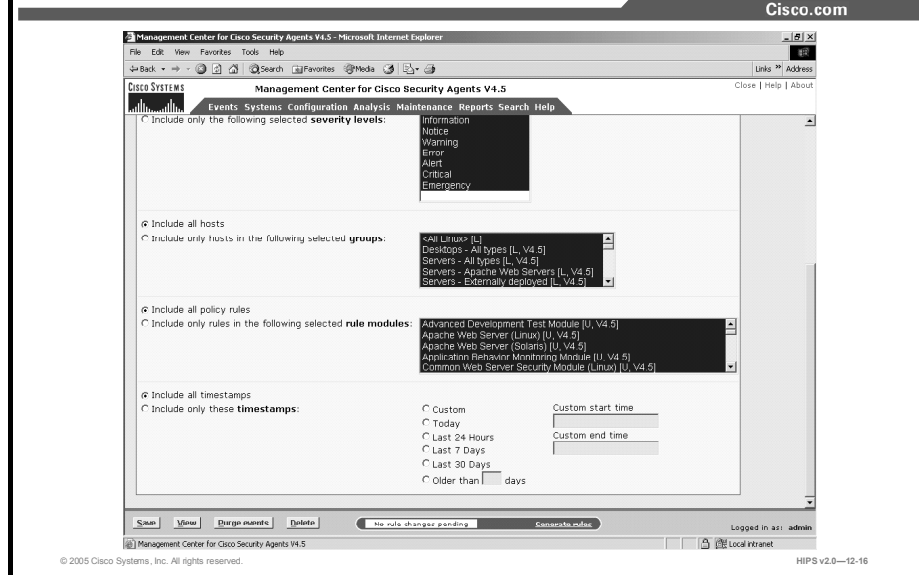 Cisco.com
Management Center for Cisco Security Agents V4.5 - Microsoft Internet Explorer
File Edit View Favorites Tools Help
Back Search Favorites Media Links » Address
CISCO SYSTEMS
Management Center for Cisco Security Agents V4.5
Close | Help | About
Events Systems Configuration Analysis Maintenance Reports Search Help
Include only the following selected severity levels:
Information
Notice
Warning
Error
Alert
Critical
Emergency
Include all hosts
Include only hosts in the following selected groups:
<All Linux> [L]
Desktops - All types [L, V4.5]
Servers - All types [L, V4.5]
Servers - Apache Web Servers [L, V4.5]
Servers - Externally deployed [L, V4.5]
Include all policy rules
Include only rules in the following selected rule modules:
Advanced Development Test Module [U, V4.5]
Apache Web Server (Linux) [U, V4.5]
Apache Web Server (Solaris) [U, V4.5]
Application Behavior Monitoring Module [U, V4.5]
Common Web Server Security Module (Linux) [U, V4.5]
Include all timestamps
Include only these timestamps:
Custom
Today
Last 24 Hours
Last 7 Days
Last 30 Days
Older than days
Custom start time
Custom end time
Save View Purge events Delete
No rule changes pending Generate rules
Logged in as: admin
Management Center for Cisco Security Agents V4.5
Local intranet
© 2005 Cisco Systems, Inc. All rights reserved.
HIPS v2.0—12-16